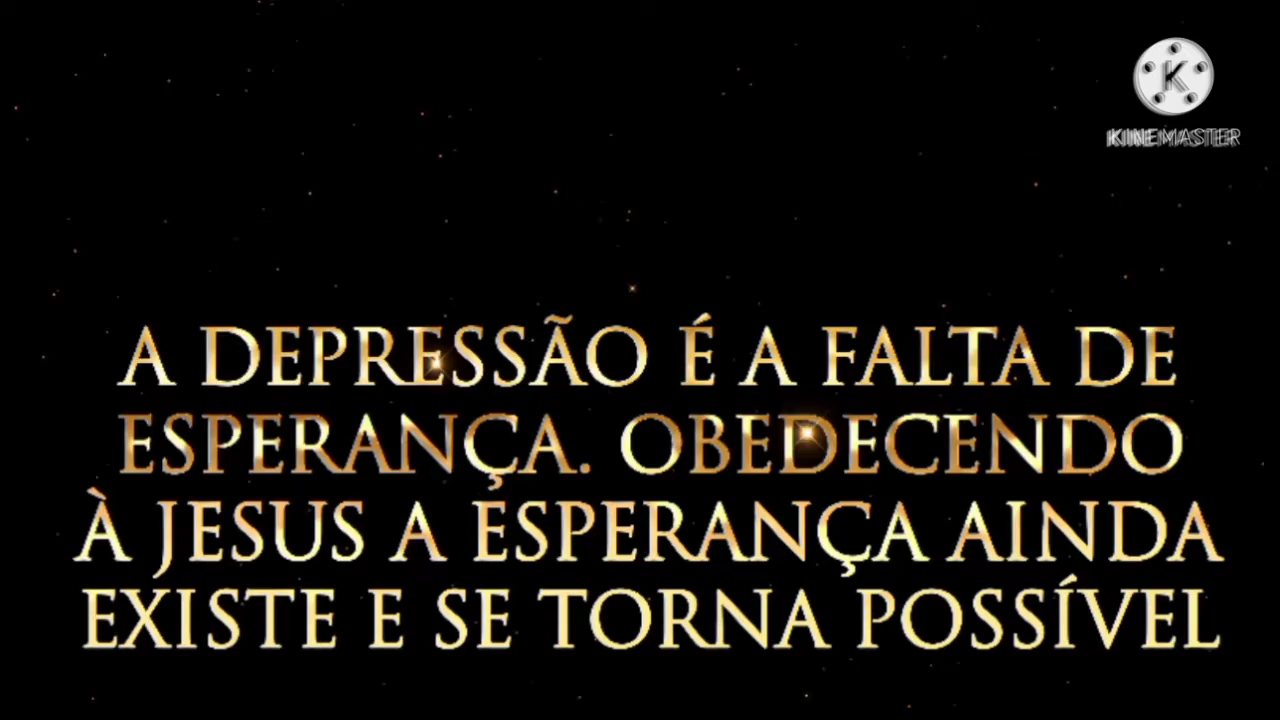 K
KINEMASTER
A DEPRESSÃO É A FALTA DE
ESPERANÇA. OBEDECENDO
À JESUS A ESPERANÇA AINDA
EXISTE E SE TORNA POSSÍVEL